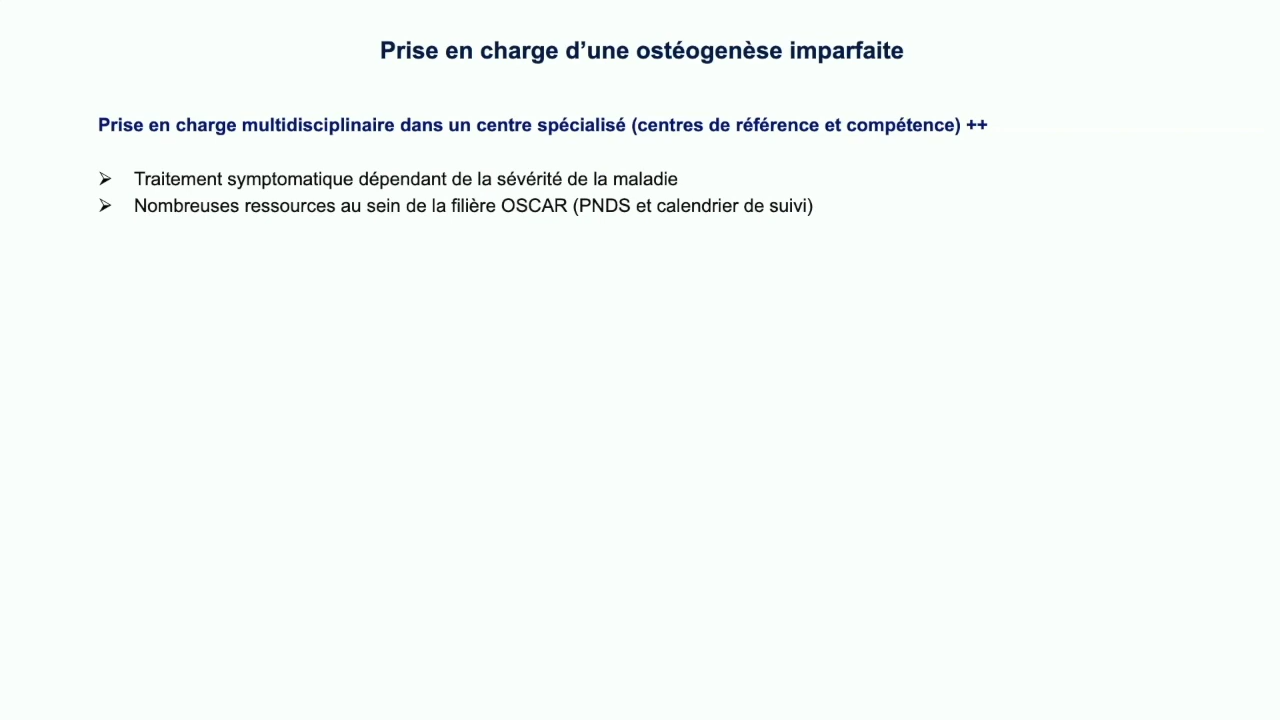 Prise en charge d’une ostéogenèse imparfaite
Prise en charge multidisciplinaire dans un centre spécialisé (centres de référence et compétence) ++
➢ Traitement symptomatique dépendant de la sévérité de la maladie
➢ Nombreuses ressources au sein de la filière OSCAR (PNDS et calendrier de suivi)